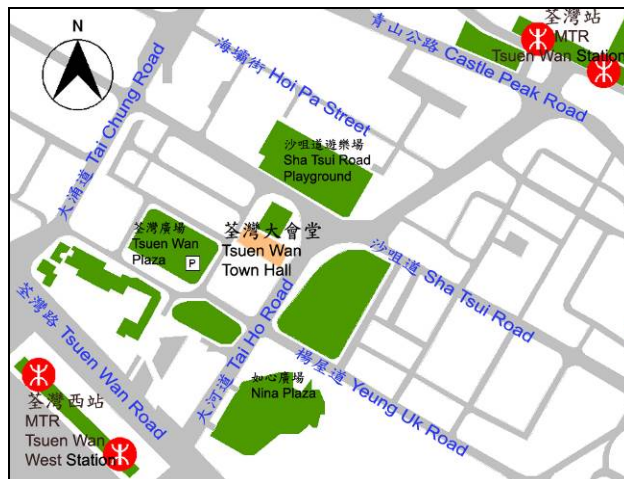 N
荃灣站
MTR
Tsuen Wan Station
青山公路 Castle Peak Road
海壩街 Hoi Pa Street
大涌道 Tai Chung Road
沙咀道遊樂場
Sha Tsui Road
Playground
荃灣廣場
Tsuen Wan
Plaza
P
荃灣大會堂
Tsuen Wan
Town Hall
沙咀道 Sha Tsui Road
荃灣路 Tsuen Wan Road
大河道 Tai Ho Road
楊屋道 Yeung Uk Road
如心廣場
Nina Plaza
荃灣西站
MTR
Tsuen Wan
West Station